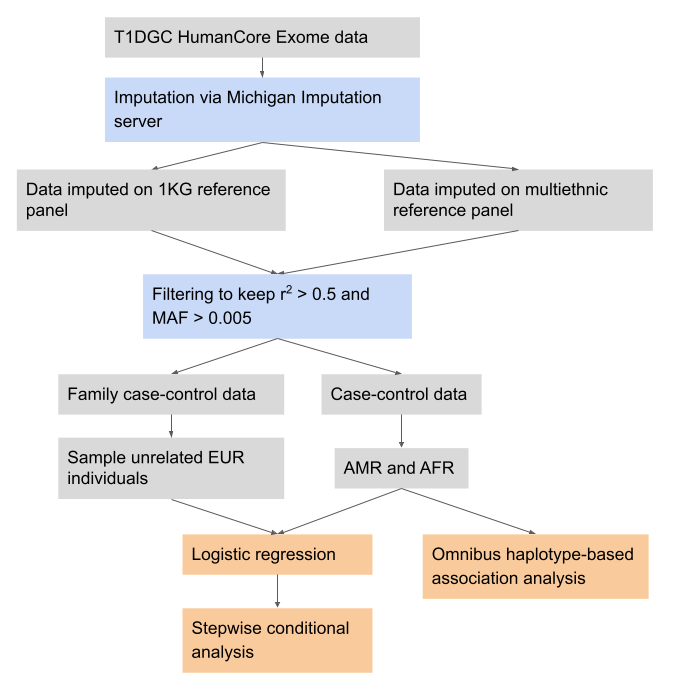 T1DGC HumanCore Exome data
Imputation via Michigan Imputation
server
Data imputed on 1KG reference
panel
Data imputed on multiethnic
reference panel
Filtering to keep r² > 0.5 and
MAF > 0.005
Family case-control data
Case-control data
Sample unrelated EUR
individuals
AMR and AFR
Logistic regression
Omnibus haplotype-based
association analysis
Stepwise conditional
analysis